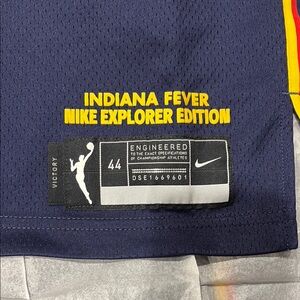 INDIANA FEVER
NIKE EXPLORER EDITION
VICTORY
44
ENGINEERED
TO THE EXACT SPECIFICATIONS
OF CHAMPIONSHIP ATHLETES
DSE1669601